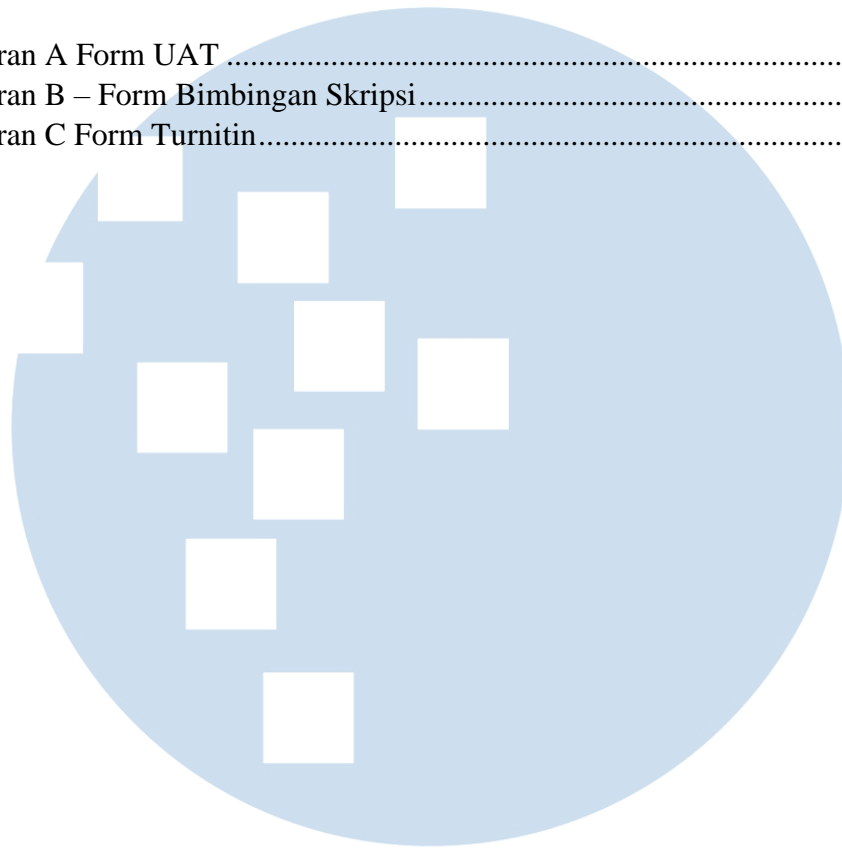 ran A Form UAT ..........................................................................
ran B – Form Bimbingan Skripsi ....................................................
ran C Form Turnitin ........................................................................